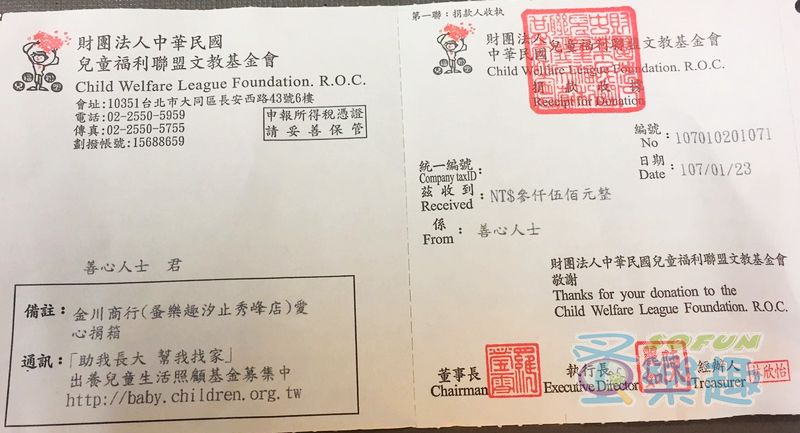 財團法人中華民國
兒童福利聯盟文教基金會
Child Welfare League Foundation. R.O.C.
會址:10351台北市大同區長安西路43號6樓
電話:02-2550-5959
傳真:02-2550-5755
劃撥帳號:15688659
申報所得稅憑證
請妥善保管
善心人士 君
備註:金川商行(蛋樂趣汐止秀峰店)愛
心捐箱
通訊:「助我長大 幫我找家」
出養兒童生活照顧基金募集中
http://baby.children.org.tw
第一聯:捐款人收執
財團法人
中華民國 兒童福利聯盟文教基金會
Child Welfare League Foundation. R.O.C.
捐款收據
Receipt for Donation
編號
No :107010201071
日期
Date :107/01/23
統一編號
Company taxID:
茲收到
Received :NT$參仟伍佰元整
係
From :善心人士
財團法人中華民國兒童福利聯盟文教基金會
敬謝
Thanks for your donation to the
Child Welfare League Foundation. R.O.C.
董事長
Chairman
執行長
Executive Director
經辦人
Treasurer
林欣怡
SOFUN
蛋樂趣